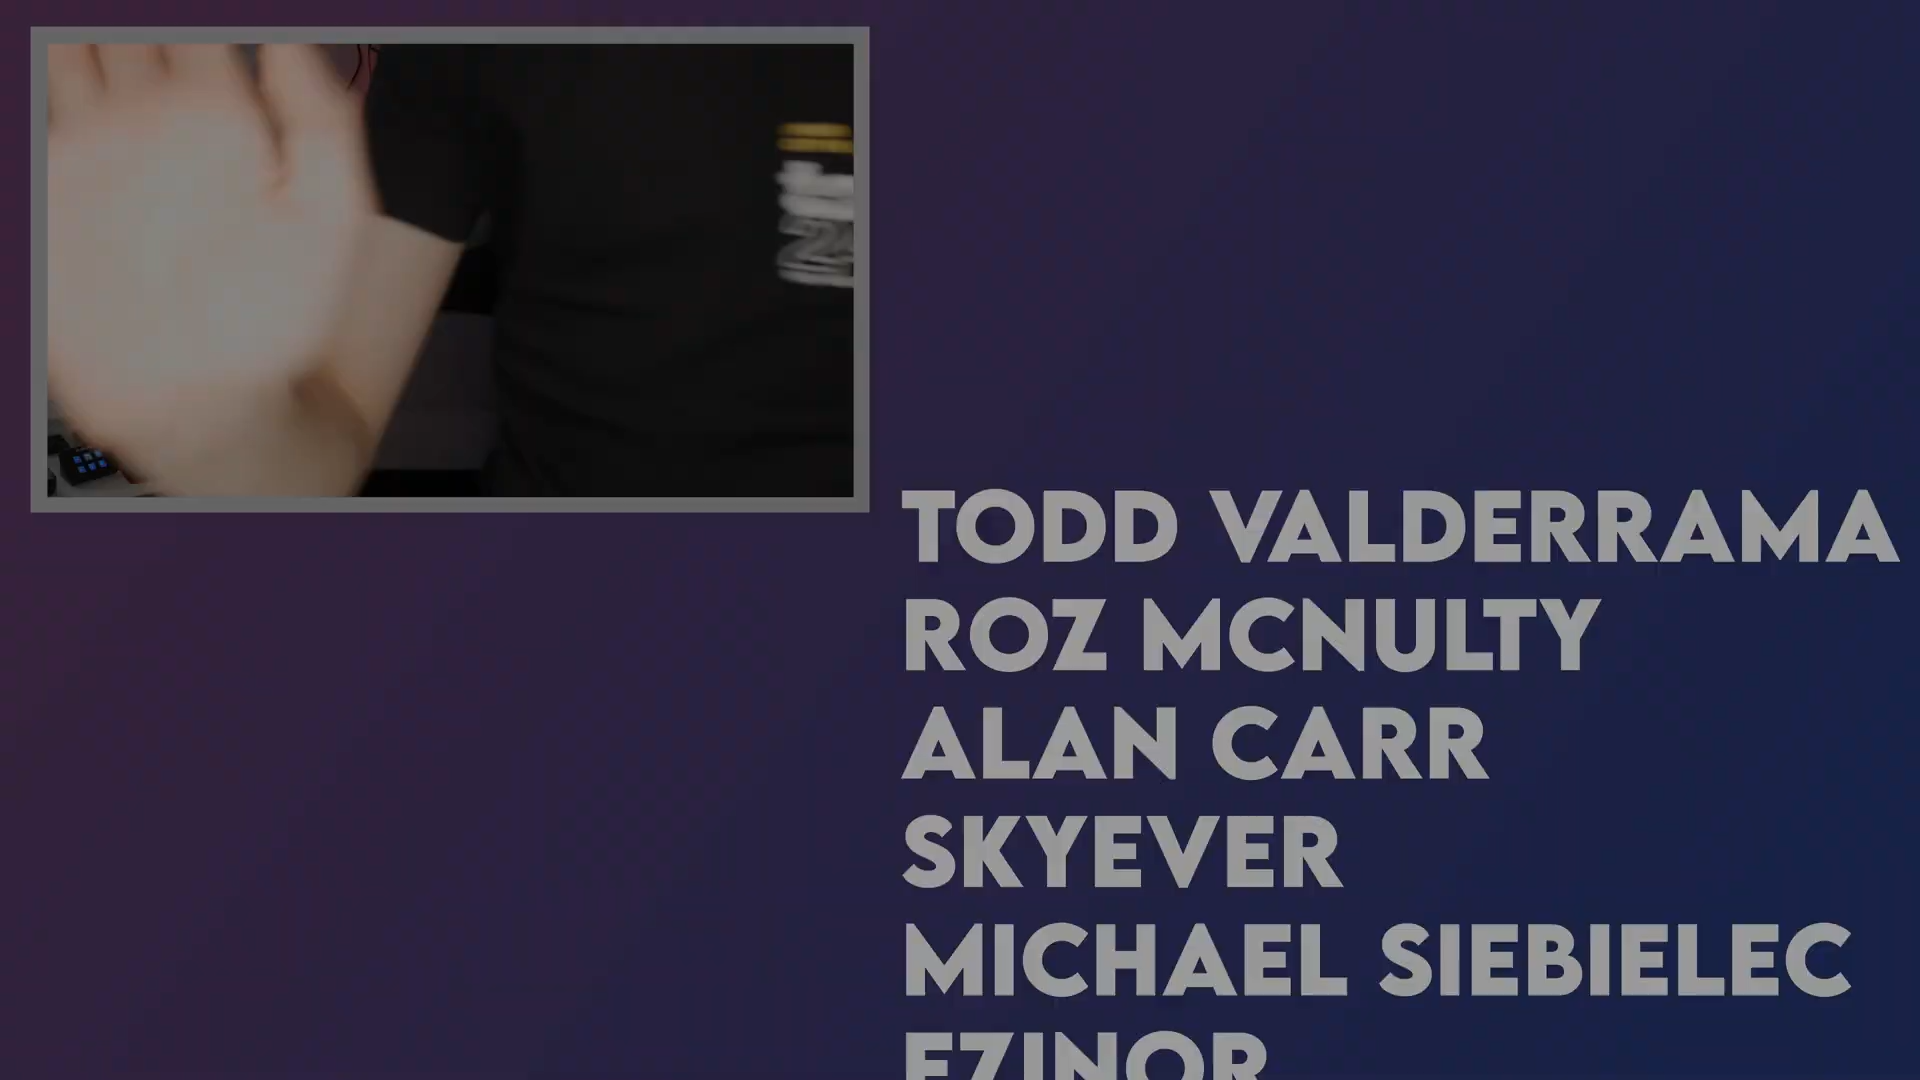 TODD VALDERRAMA
ROZ MCNULTY
ALAN CARR
SKYEVER
MICHAEL SIEBIELEC